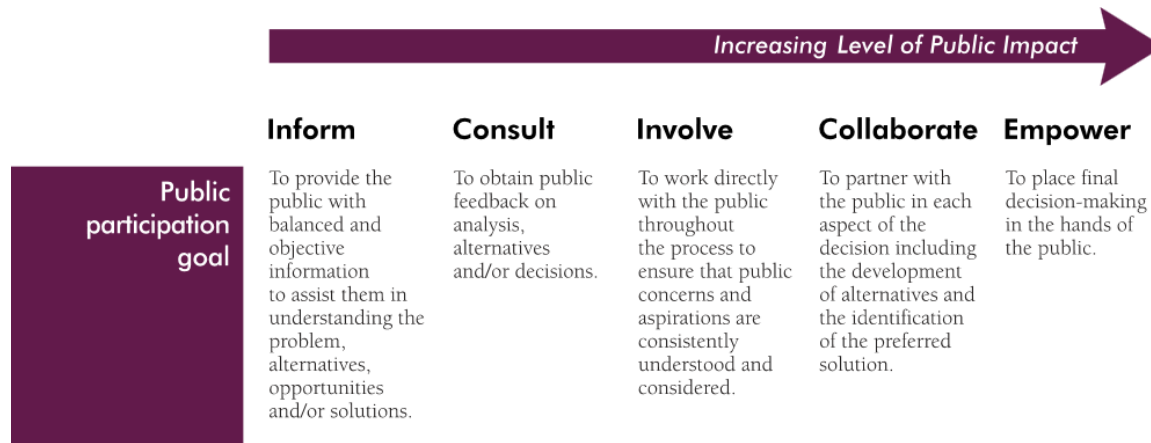 Increasing Level of Public Impact
Inform
Consult
Involve
Collaborate
Empower
Public
participation
goal
To provide the
public with
balanced and
objective
information
to assist them in
understanding the
problem,
alternatives,
opportunities
and/or solutions.
To obtain public
feedback on
analysis,
alternatives
and/or decisions.
To work directly
with the public
throughout
the process to
ensure that public
concerns and
aspirations are
consistently
understood and
considered.
To partner with
the public in each
aspect of the
decision including
the development
of alternatives and
the identification
of the preferred
solution.
To place final
decision-making
in the hands of
the public.